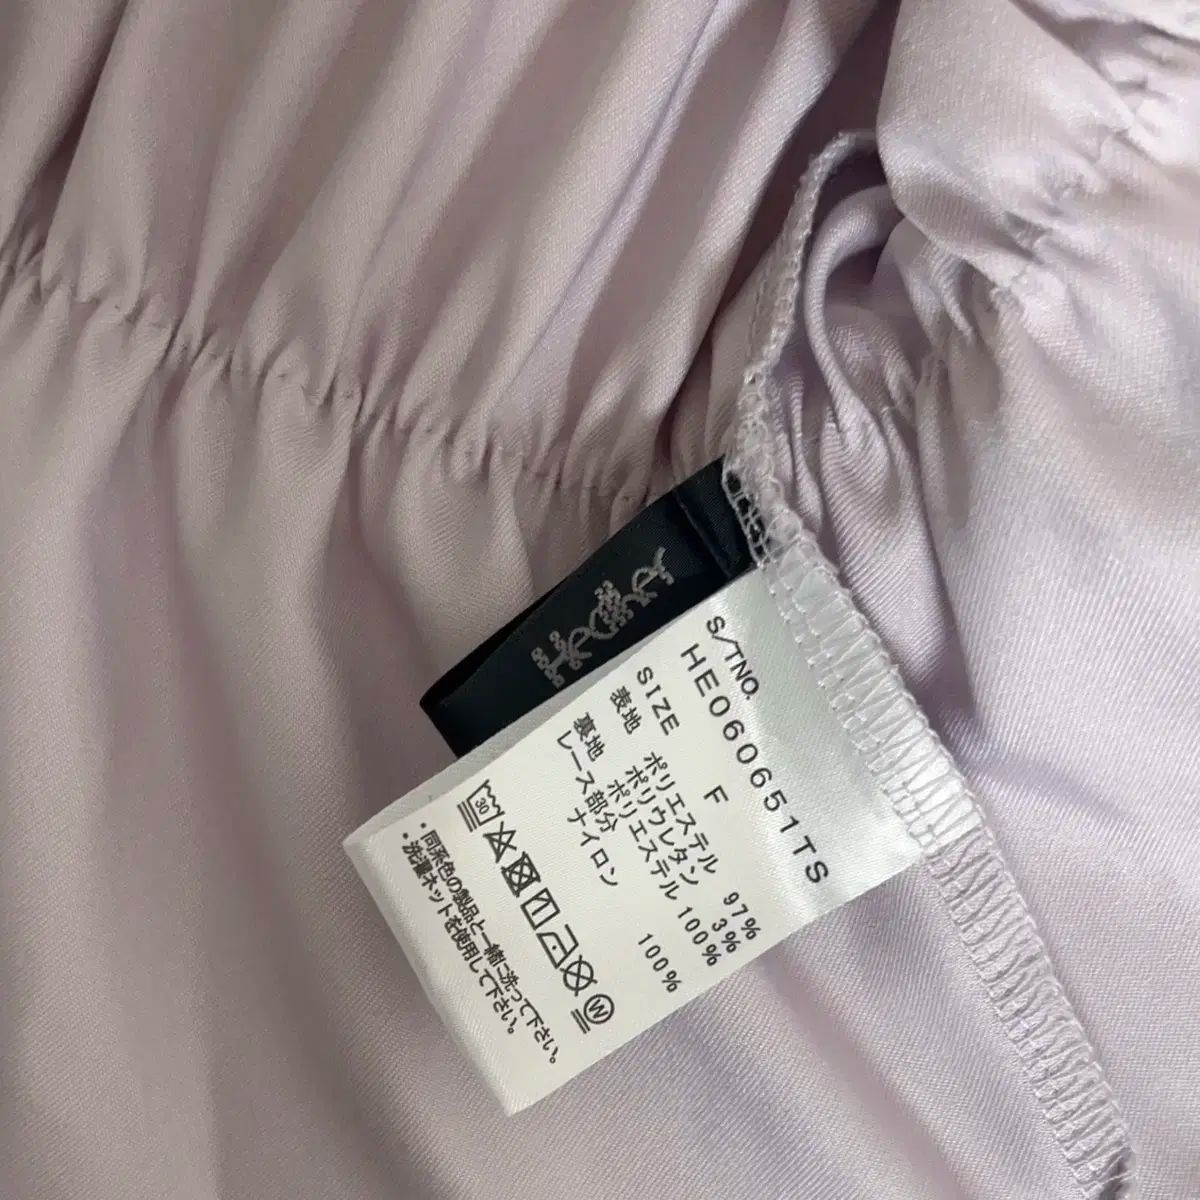 S/TNO.
HE060651TS
SIZE F
表地 ポリエステル 97%
ポリウレタン 3%
裏地 ポリエステル 100%
レース部分
ナイロン 100%
30
W
・同系色の製品と一緒に洗って下さい。
・洗濯ネットを使用して下さい。